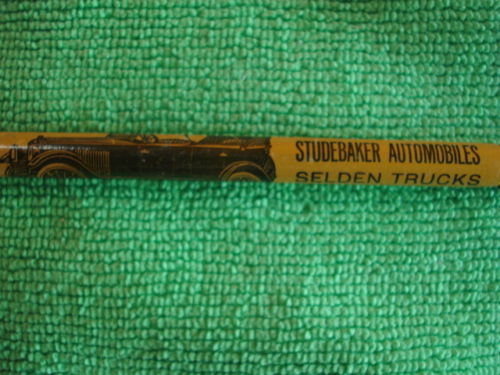 STUDEBAKER AUTOMOBILES
SELDEN TRUCKS